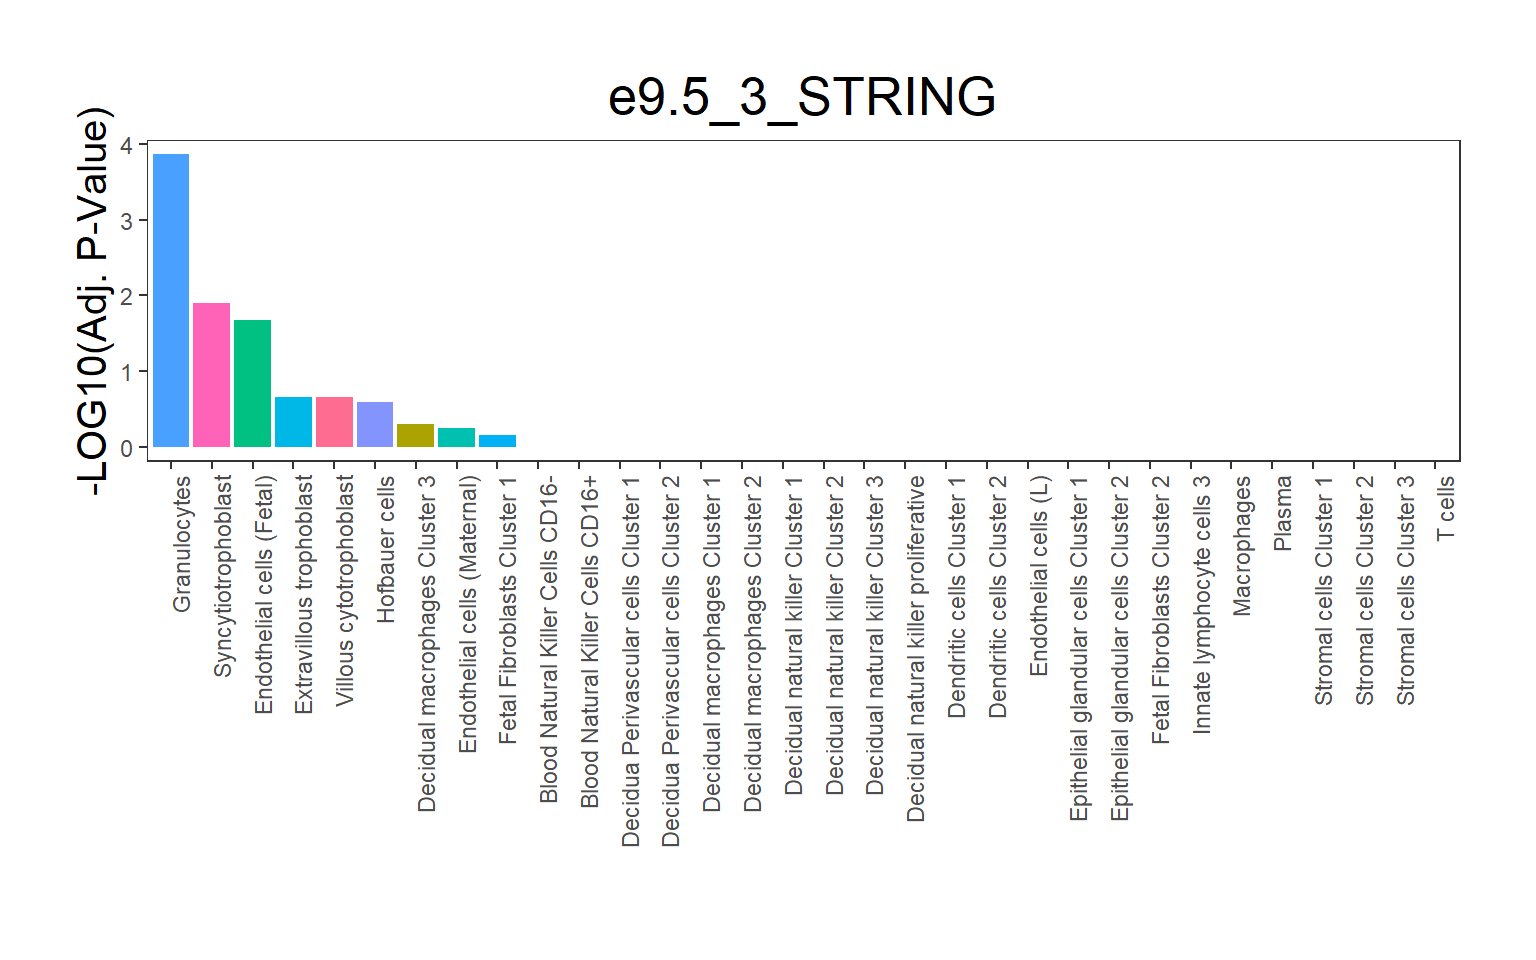 e9.5_3_STRING
-LOG10(Adj. P-Value)
4
3
2
1
0
Granulocytes
Syncytiotrophoblast
Endothelial cells (Fetal)
Extravillous trophoblast
Villous cytotrophoblast
Hofbauer cells
Decidual macrophages Cluster 3
Endothelial cells (Maternal)
Fetal Fibroblasts Cluster 1
Blood Natural Killer Cells CD16-
Blood Natural Killer Cells CD16+
Decidua Perivascular cells Cluster 1
Decidua Perivascular cells Cluster 2
Decidual macrophages Cluster 1
Decidual macrophages Cluster 2
Decidual natural killer Cluster 1
Decidual natural killer Cluster 2
Decidual natural killer Cluster 3
Decidual natural killer proliferative
Dendritic cells Cluster 1
Dendritic cells Cluster 2
Endothelial cells (L)
Epithelial glandular cells Cluster 1
Epithelial glandular cells Cluster 2
Fetal Fibroblasts Cluster 2
Innate lymphocyte cells 3
Macrophages
Plasma
Stromal cells Cluster 1
Stromal cells Cluster 2
Stromal cells Cluster 3
T cells